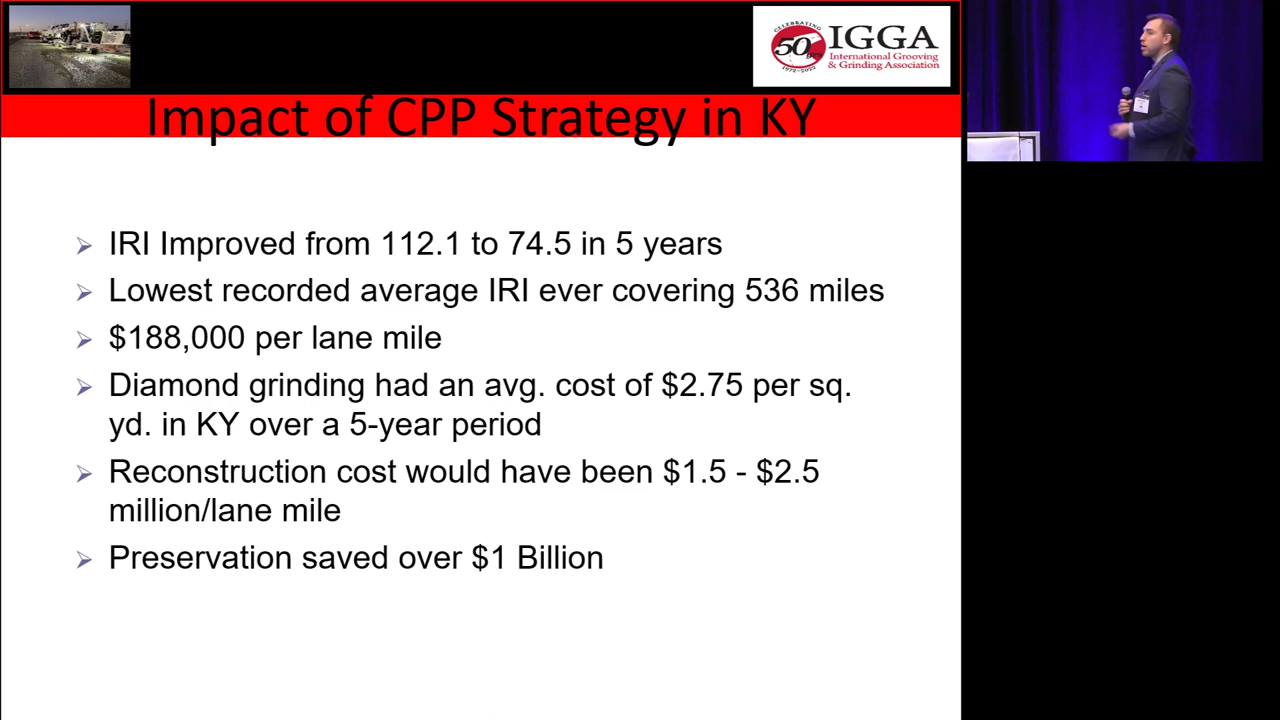 CELEBRATING
50 yrs
1972-2022
IGGA
International Grooving
& Grinding Association
Impact of CPP Strategy in KY
IRI Improved from 112.1 to 74.5 in 5 years
Lowest recorded average IRI ever covering 536 miles
$188,000 per lane mile
Diamond grinding had an avg. cost of $2.75 per sq.
yd. in KY over a 5-year period
Reconstruction cost would have been $1.5 - $2.5
million/lane mile
Preservation saved over $1 Billion